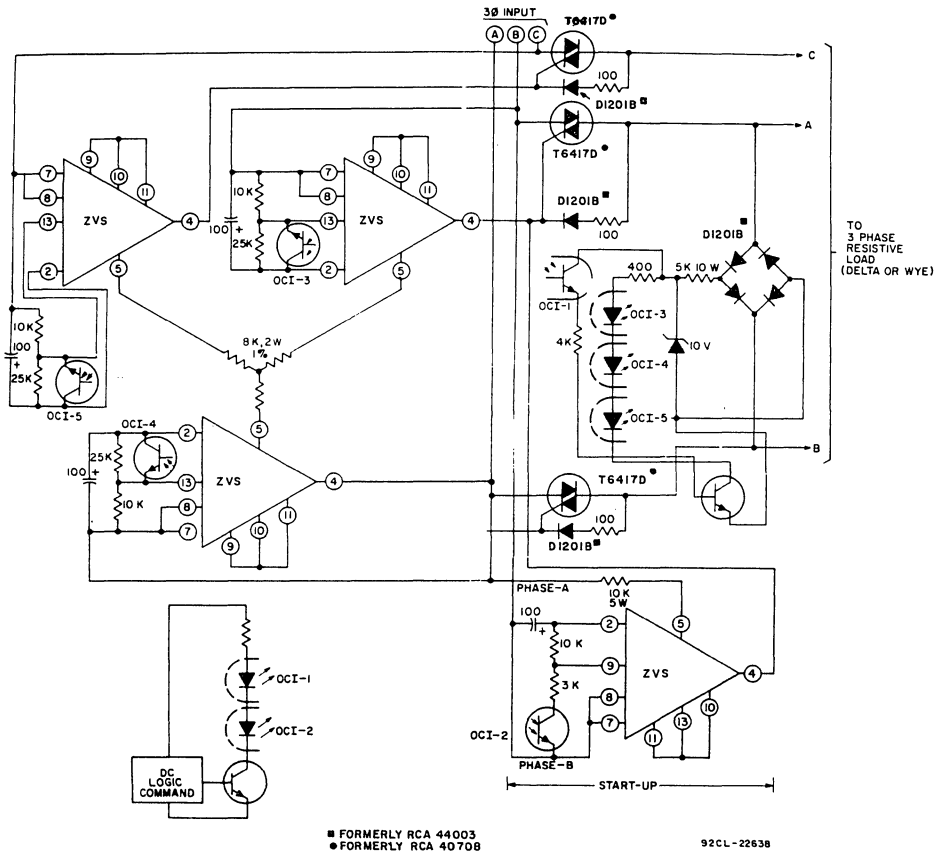 3Ø INPUT
A B C
T6417D●
C
100
D1201B■
T6417D●
A
9
10
11
7
8
13
2
ZVS
4
5
9
10
11
7
8
13
2
ZVS
4
5
10K
25K
100
+
OCI-3
D1201B■
100
D1201B■
TO
3 PHASE
RESISTIVE
LOAD
(DELTA OR WYE)
400
5K 10 W
OCI-1
OCI-3
4K
10 V
OCI-4
OCI-5
10K
100
+
25K
OCI-5
8K, 2W
1%
B
OCI-4
5
2
25K
100
+
13
ZVS
4
10 K
8
7
9
10
11
T6417D●
100
D1201B■
PHASE-A
10K
5W
100
+
2
5
10 K
9
ZVS
4
3K
8
7
10
13
11
OCI-2
PHASE-B
START-UP
OCI-1
OCI-2
DC
LOGIC
COMMAND
■ FORMERLY RCA 44003
● FORMERLY RCA 40708
92CL-22638